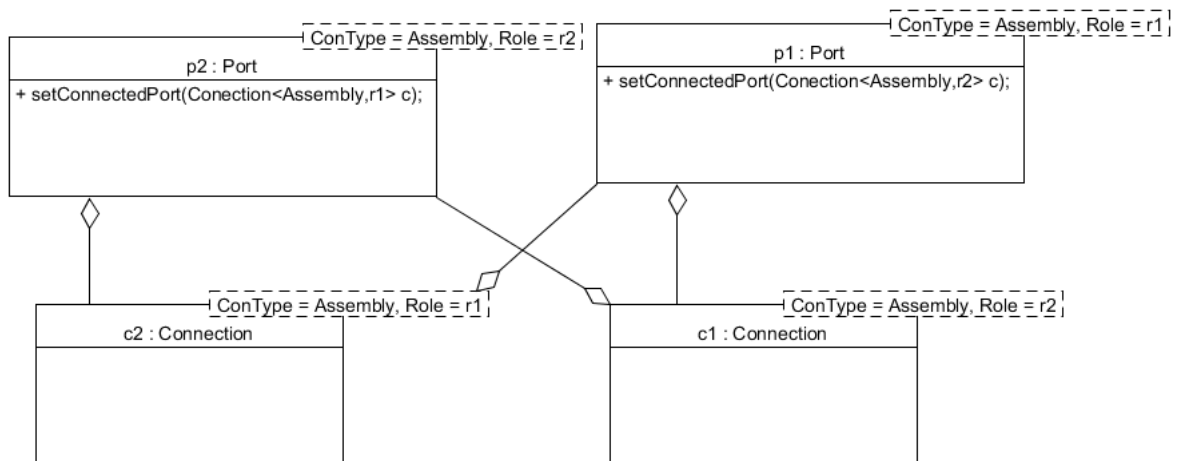 ConType = Assembly, Role = r2
p2 : Port
+ setConnectedPort(Conection<Assembly,r1> c);
ConType = Assembly, Role = r1
p1 : Port
+ setConnectedPort(Conection<Assembly,r2> c);
ConType = Assembly, Role = r1
c2 : Connection
ConType = Assembly, Role = r2
c1 : Connection